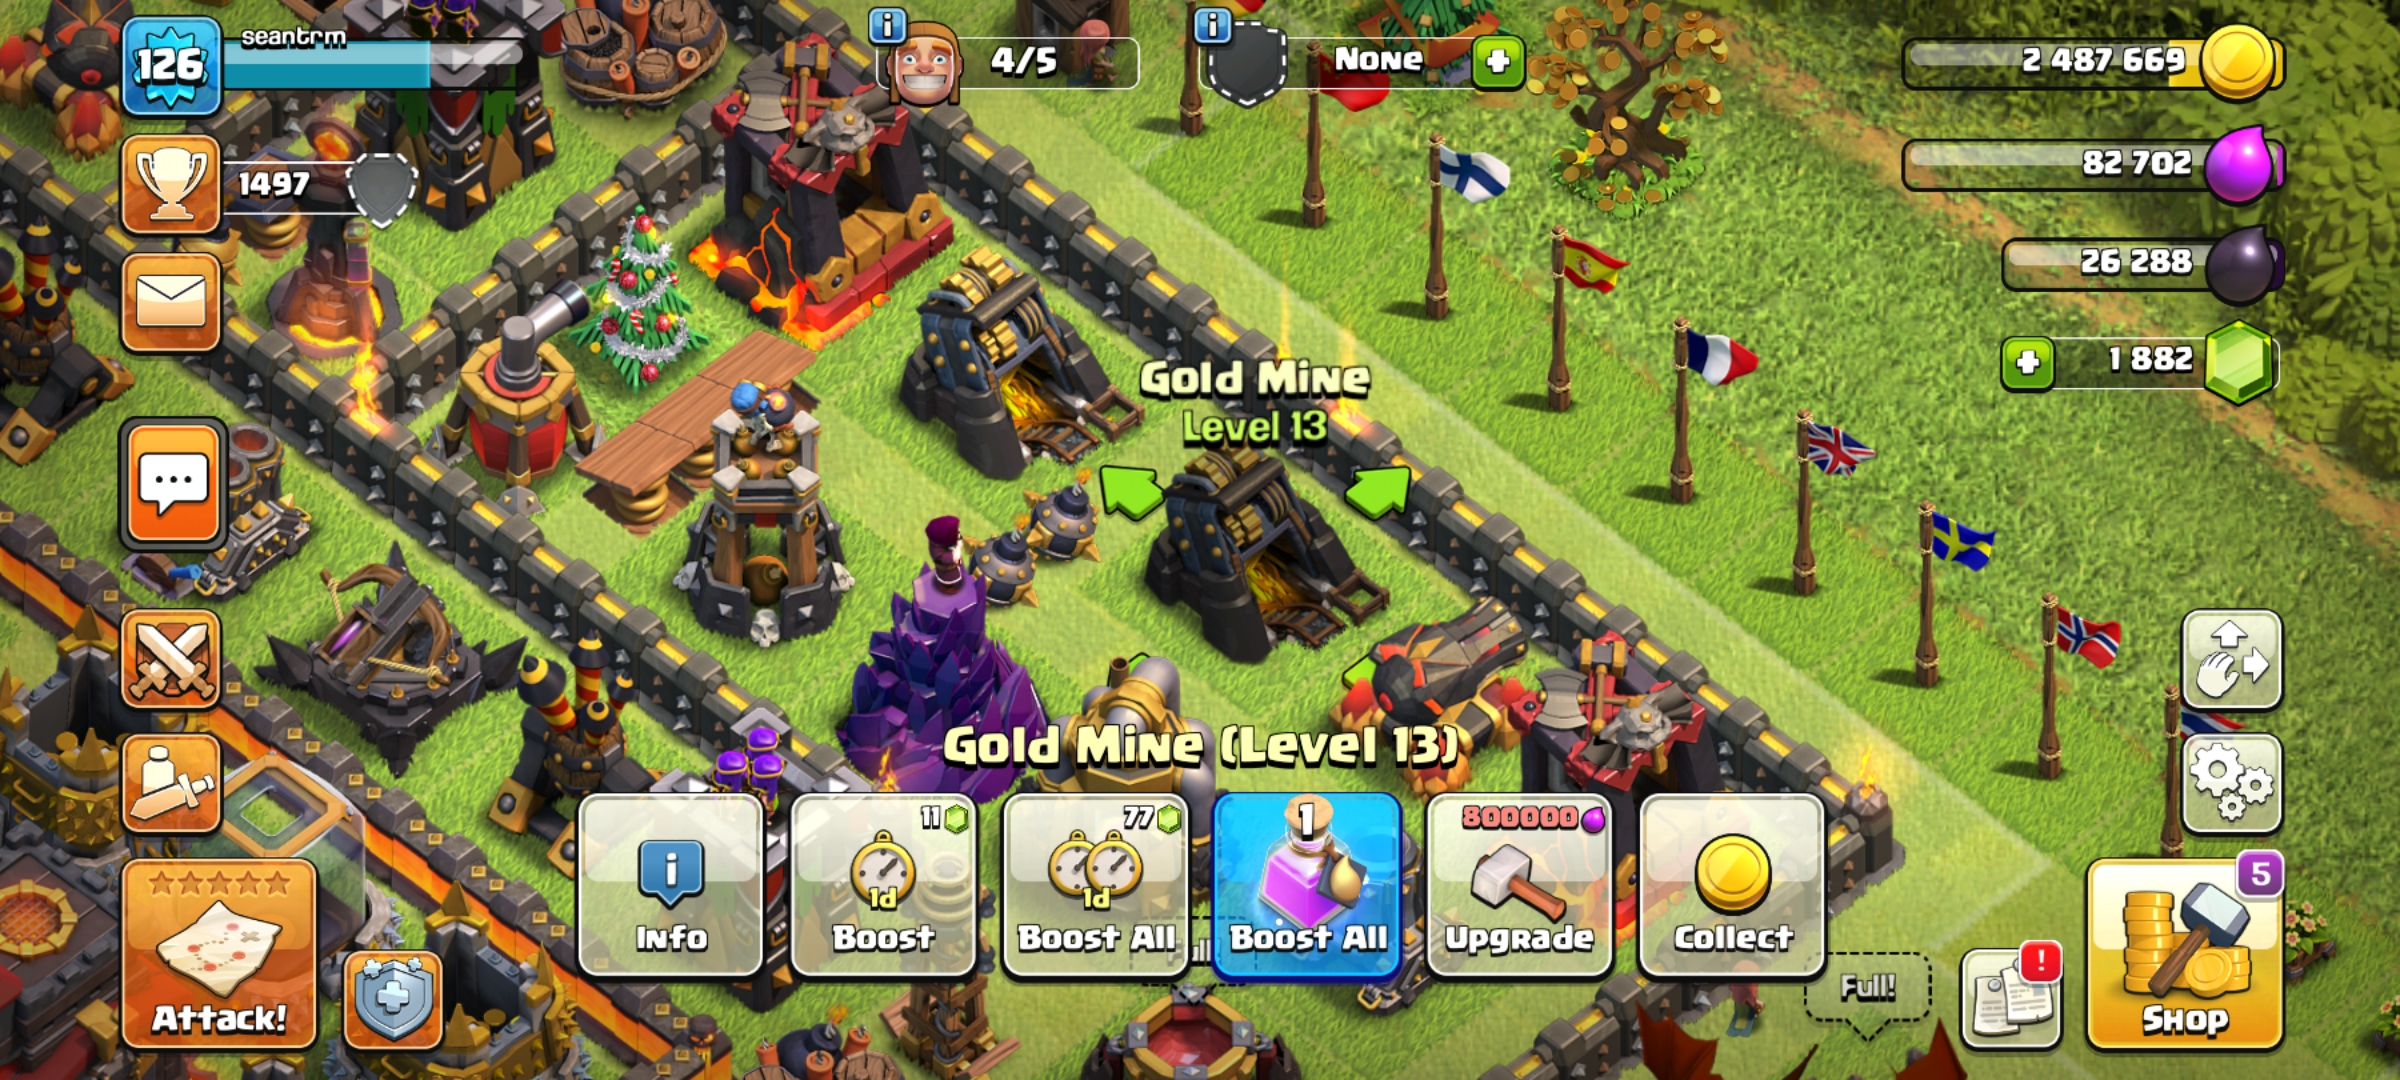 126
seantrm
4/5
None
2 487 669
1497
82 702
26 288
1 882
Gold Mine
Level 13
Gold Mine (Level 13)
Info
11
1d
Boost
77
1d
Boost All
1
Boost All
800000
Upgrade
Collect
Full!
Attack!
!
5
Shop